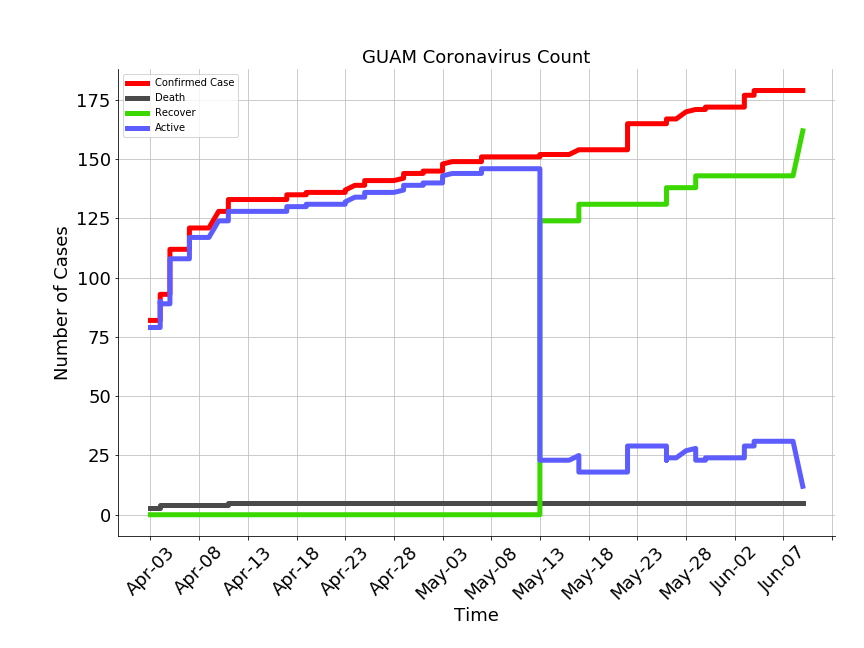 GUAM Coronavirus Count
Confirmed Case
Death
Recover
Active
175
150
125
100
75
50
25
0
Number of Cases
Apr-03
Apr-08
Apr-13
Apr-18
Apr-23
Apr-28
May-03
May-08
May-13
May-18
May-23
May-28
Jun-02
Jun-07
Time